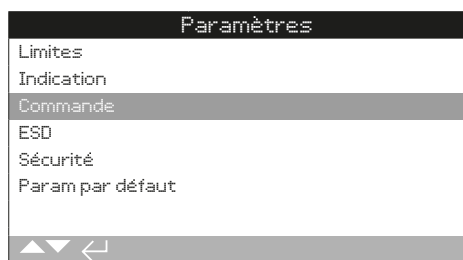 Paramètres
Limites
Indication
Commande
ESD
Sécurité
Param par défaut